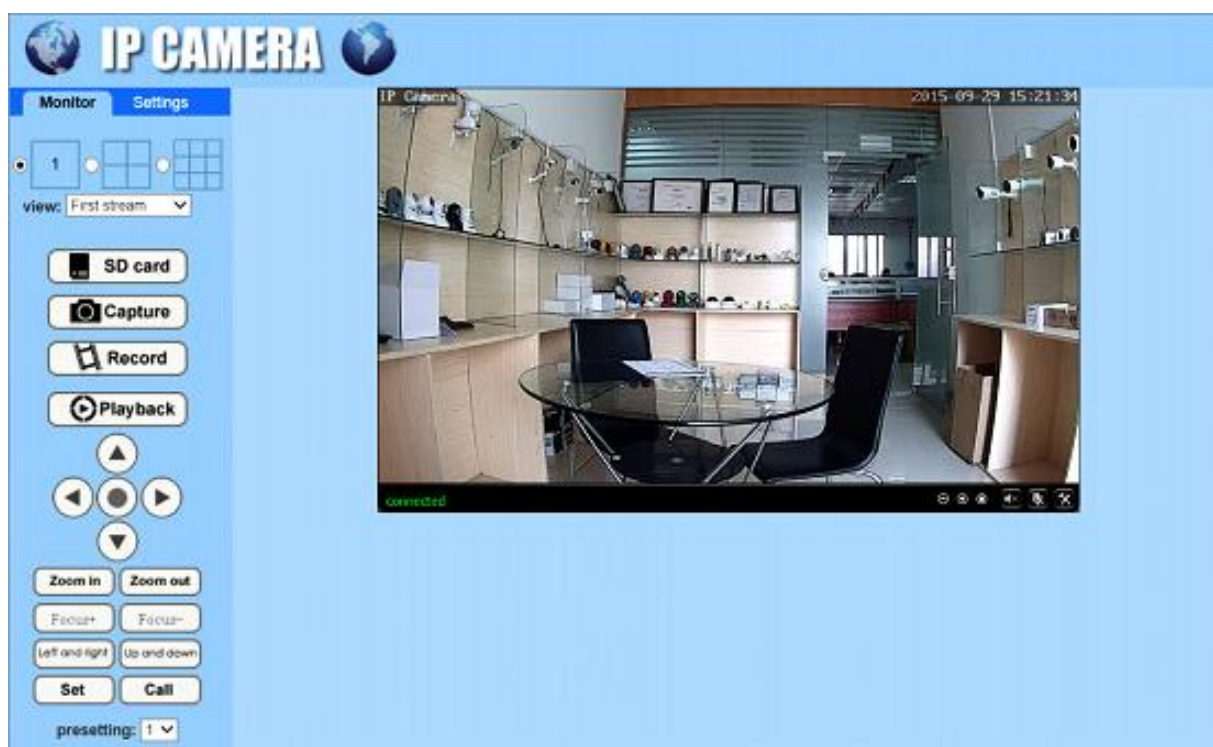 IP CAMERA
Monitor Settings
IP Camera 2015-09-29 15:21:34
1
view: First stream
SD card
Capture
Record
Playback
connected
Zoom in Zoom out
Focus+ Focus-
Left and right Up and down
Set Call
presetting: 1